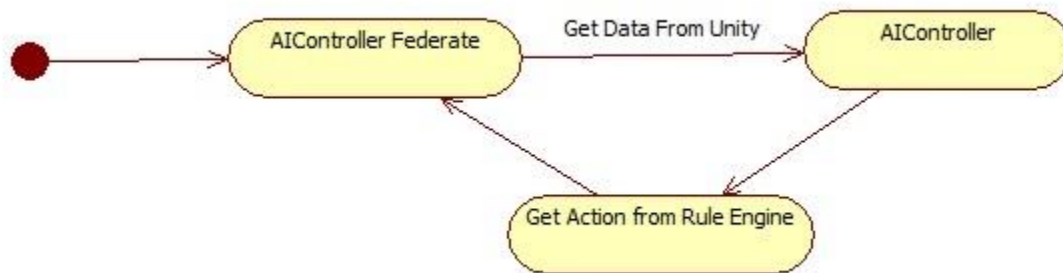 AIController Federate
Get Data From Unity
AIController
Get Action from Rule Engine